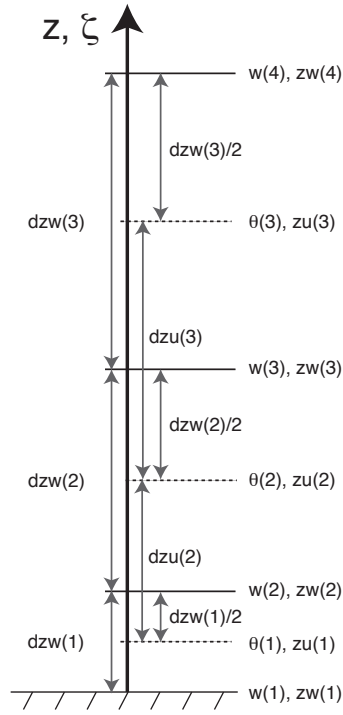 z, ζ
w(4), zw(4)
dzw(3)/2
dzw(3)
θ(3), zu(3)
dzu(3)
w(3), zw(3)
dzw(2)/2
dzw(2)
θ(2), zu(2)
dzu(2)
w(2), zw(2)
dzw(1)/2
dzw(1)
θ(1), zu(1)
w(1), zw(1)